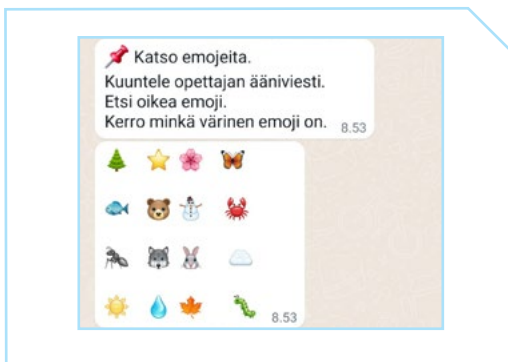 📌 Katso emojeita.
Kuuntele opettajan ääniviesti.
Etsi oikea emoji.
Kerro minkä värinen emoji on. 8.53
🌲 ⭐ 🌸 🦋
🐟 🐻 ⛄ 🦀
🐜 🐺 🐰 ☁️
☀️ 💧 🍁 🐛 8.53